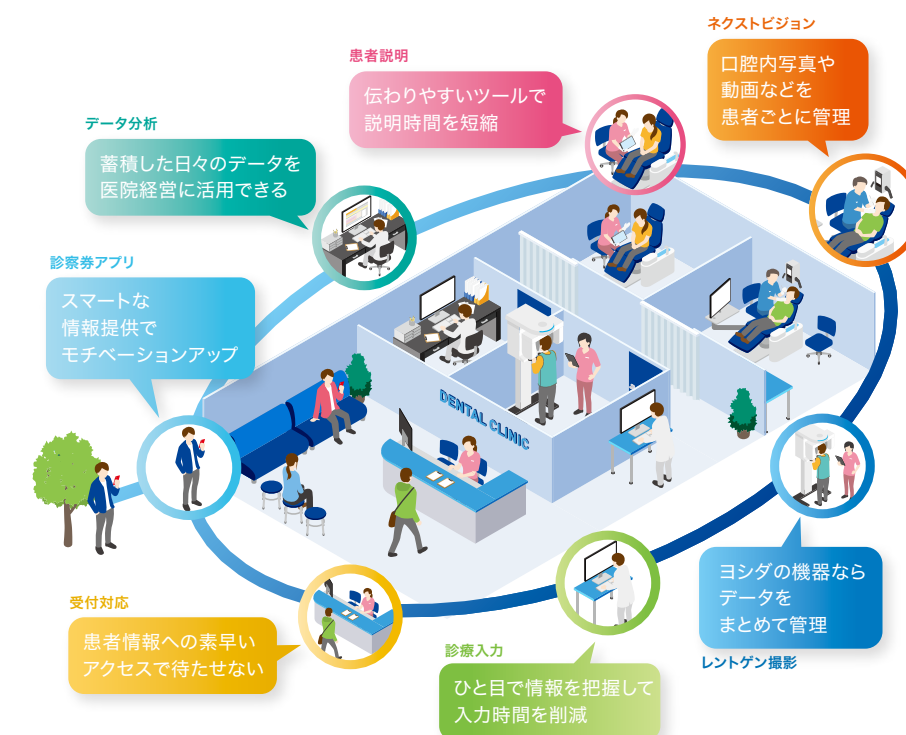 ネクストビジョン
口腔内写真や
動画などを
患者ごとに管理
患者説明
伝わりやすいツールで
説明時間を短縮
データ分析
蓄積した日々のデータを
医院経営に活用できる
診察券アプリ
スマートな
情報提供で
モチベーションアップ
DENTAL CLINIC
ヨシダの機器なら
データを
まとめて管理
レントゲン撮影
受付対応
患者情報への素早い
アクセスで待たせない
診療入力
ひと目で情報を把握して
入力時間を削減